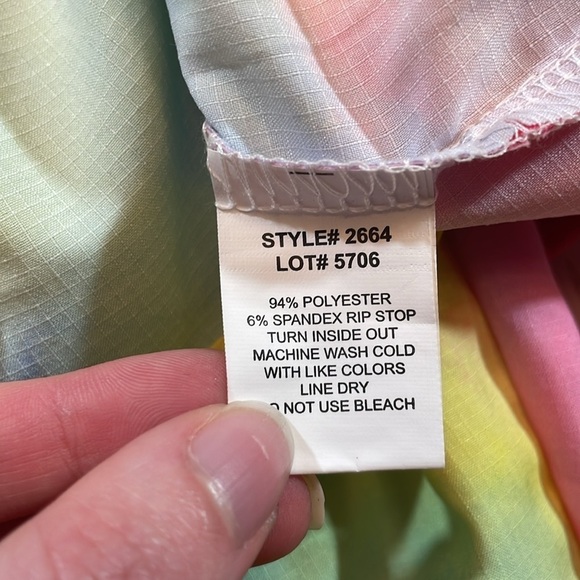 STYLE# 2664
LOT# 5706
94% POLYESTER
6% SPANDEX RIP STOP
TURN INSIDE OUT
MACHINE WASH COLD
WITH LIKE COLORS
LINE DRY
DO NOT USE BLEACH